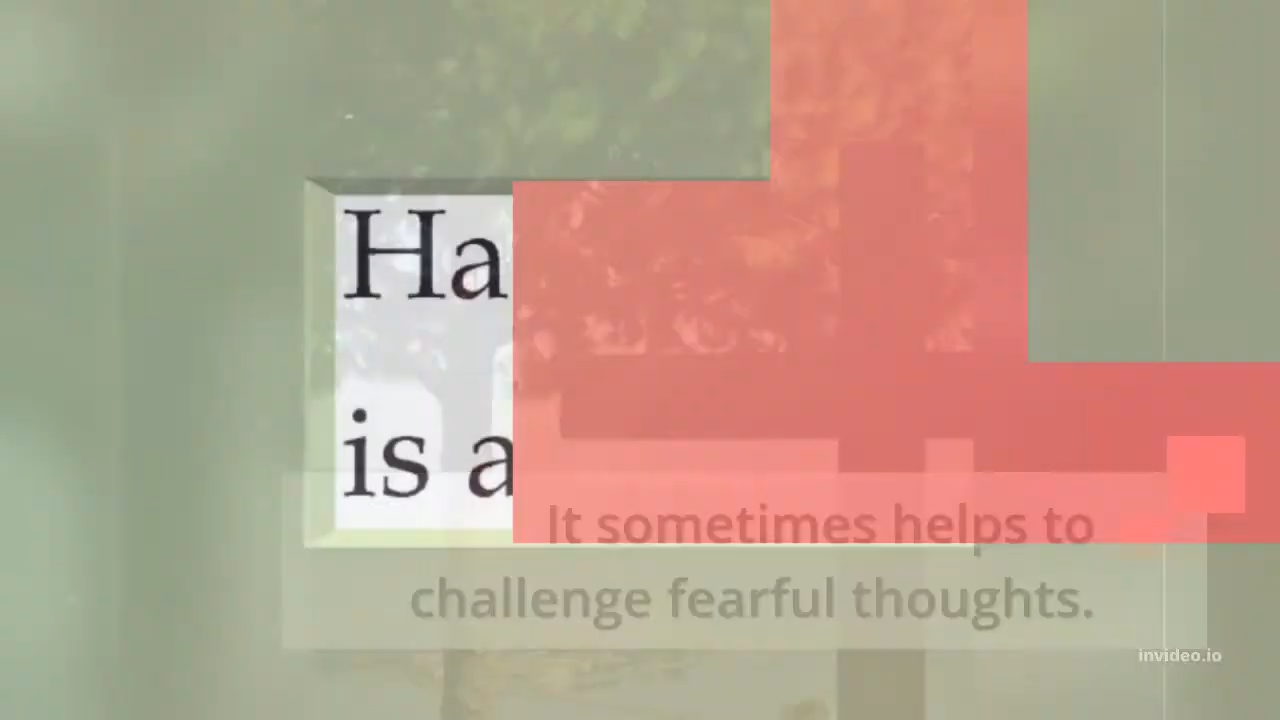 Ha
is a
It sometimes helps to
challenge fearful thoughts.
invideo.io